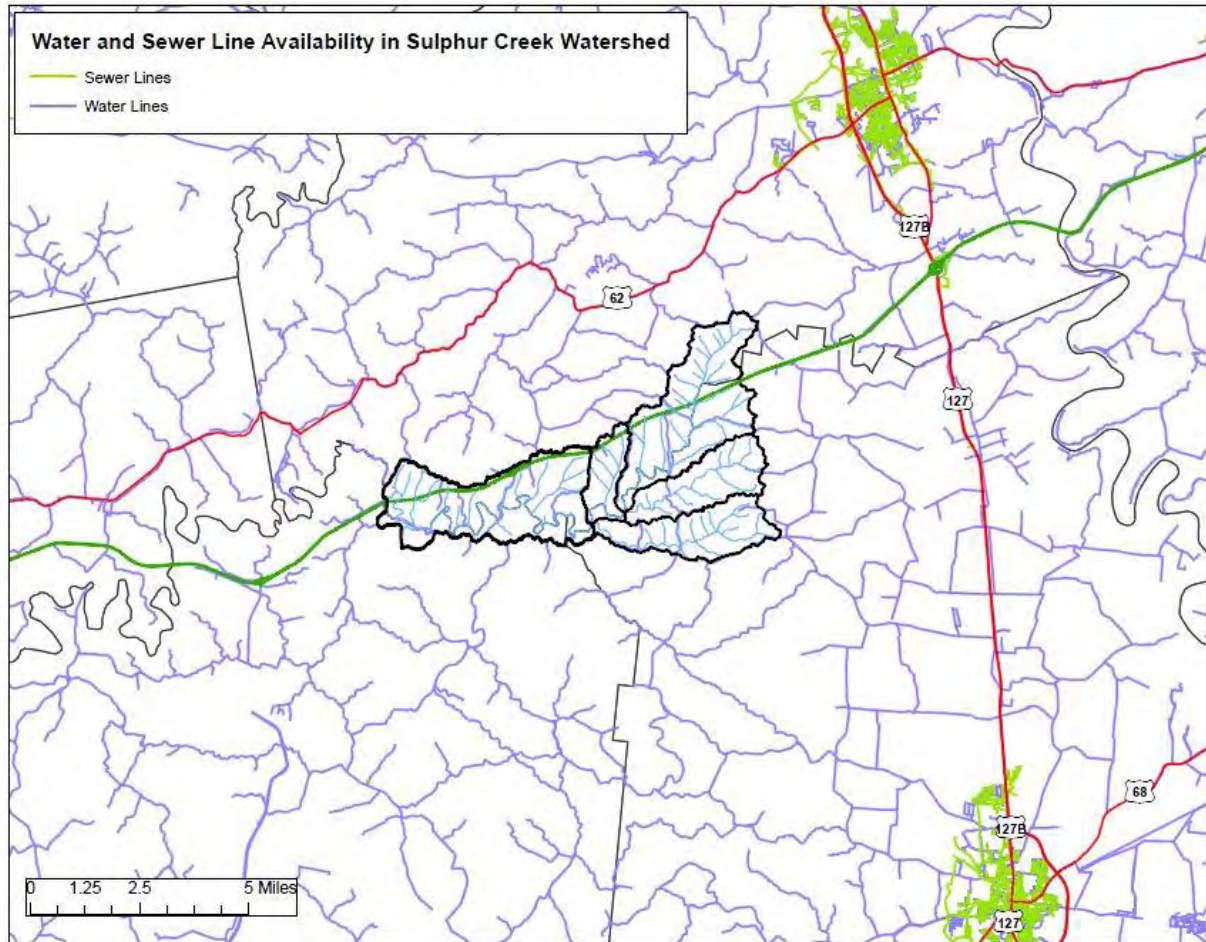 Water and Sewer Line Availability in Sulphur Creek Watershed
Sewer Lines
Water Lines
127B
62
127
68
127B
127
0 1.25 2.5 5 Miles